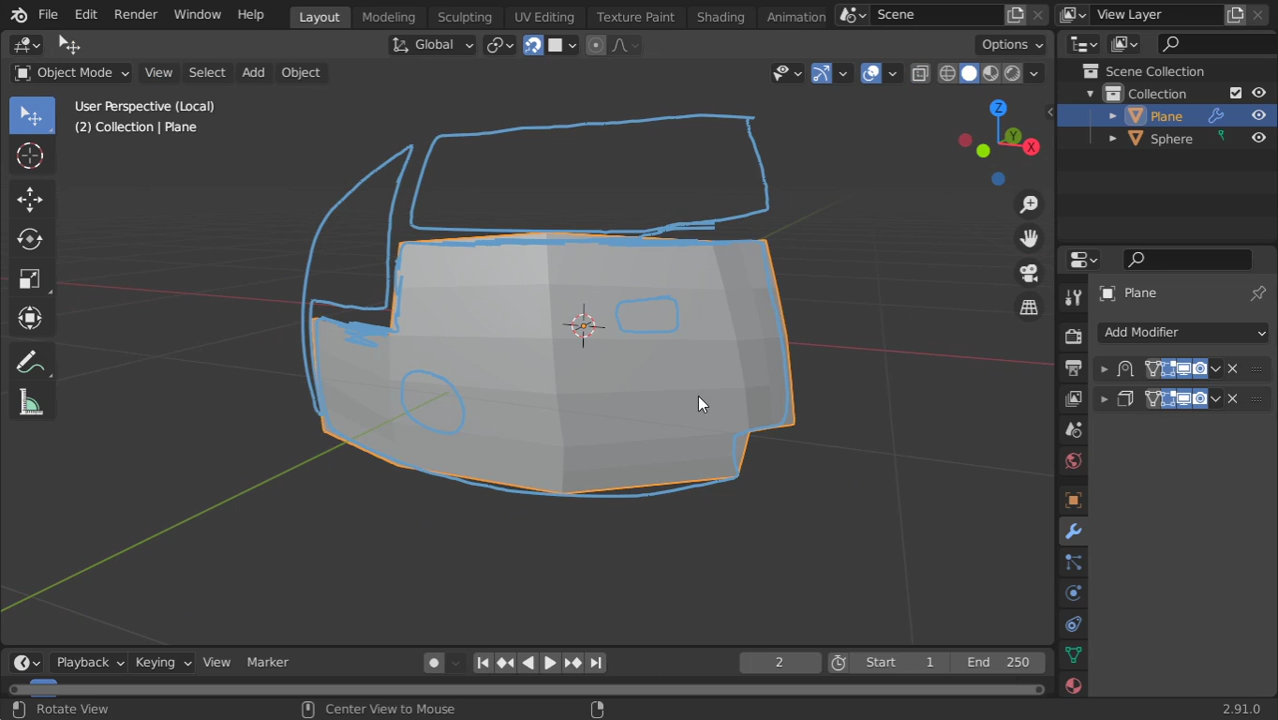 File Edit Render Window Help Layout Modeling Sculpting UV Editing Texture Paint Shading Animation Scene View Layer
Global Options
Object Mode View Select Add Object
User Perspective (Local)
(2) Collection | Plane
Z
Y
X
Scene Collection
Collection
Plane
Sphere
Plane
Add Modifier
Playback Keying View Marker 2 Start 1 End 250
Rotate View Center View to Mouse 2.91.0